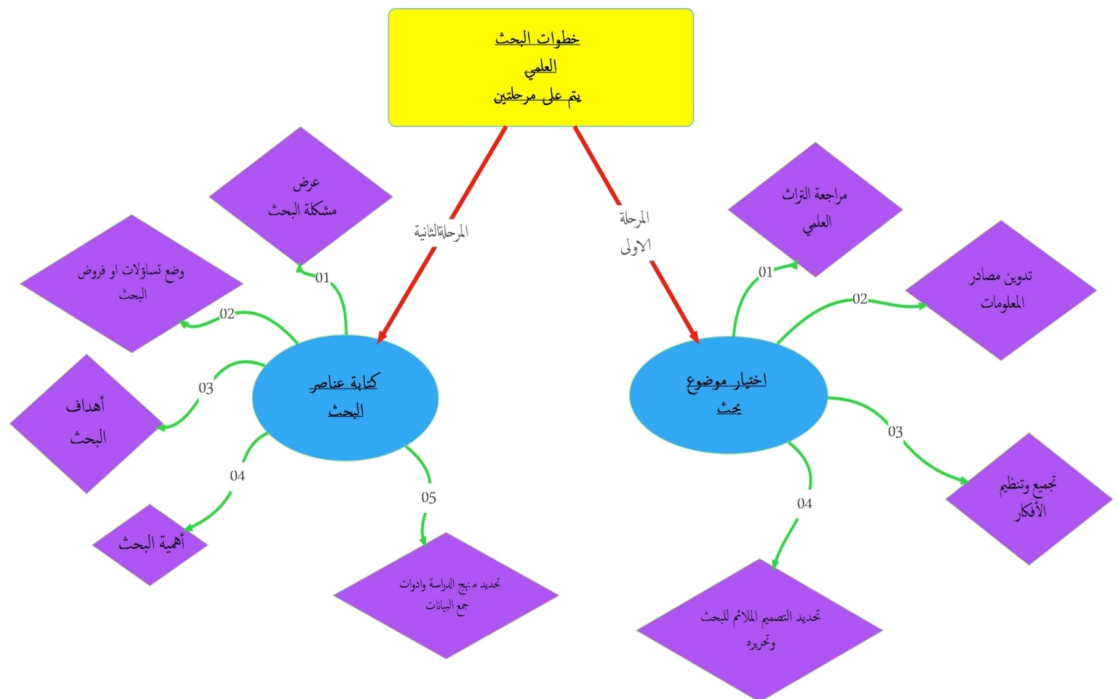 خطوات البحث
العلمي
يتم على مرحلتين
المرحلة
الاولى
اختيار موضوع
بحث
01
مراجعة التراث
العلمي
02
تدوين مصادر
المعلومات
03
تجميع وتنظيم
الأفكار
04
تحديد التصميم الملائم للبحث
وتحريره
المرحلةالثانية
كتابة عناصر
البحث
01
عرض
مشكلة البحث
02
وضع تساؤلات او فروض
البحث
03
أهداف
البحث
04
أهمية البحث
05
تحديد منهج الدراسة وادوات
جمع البيانات